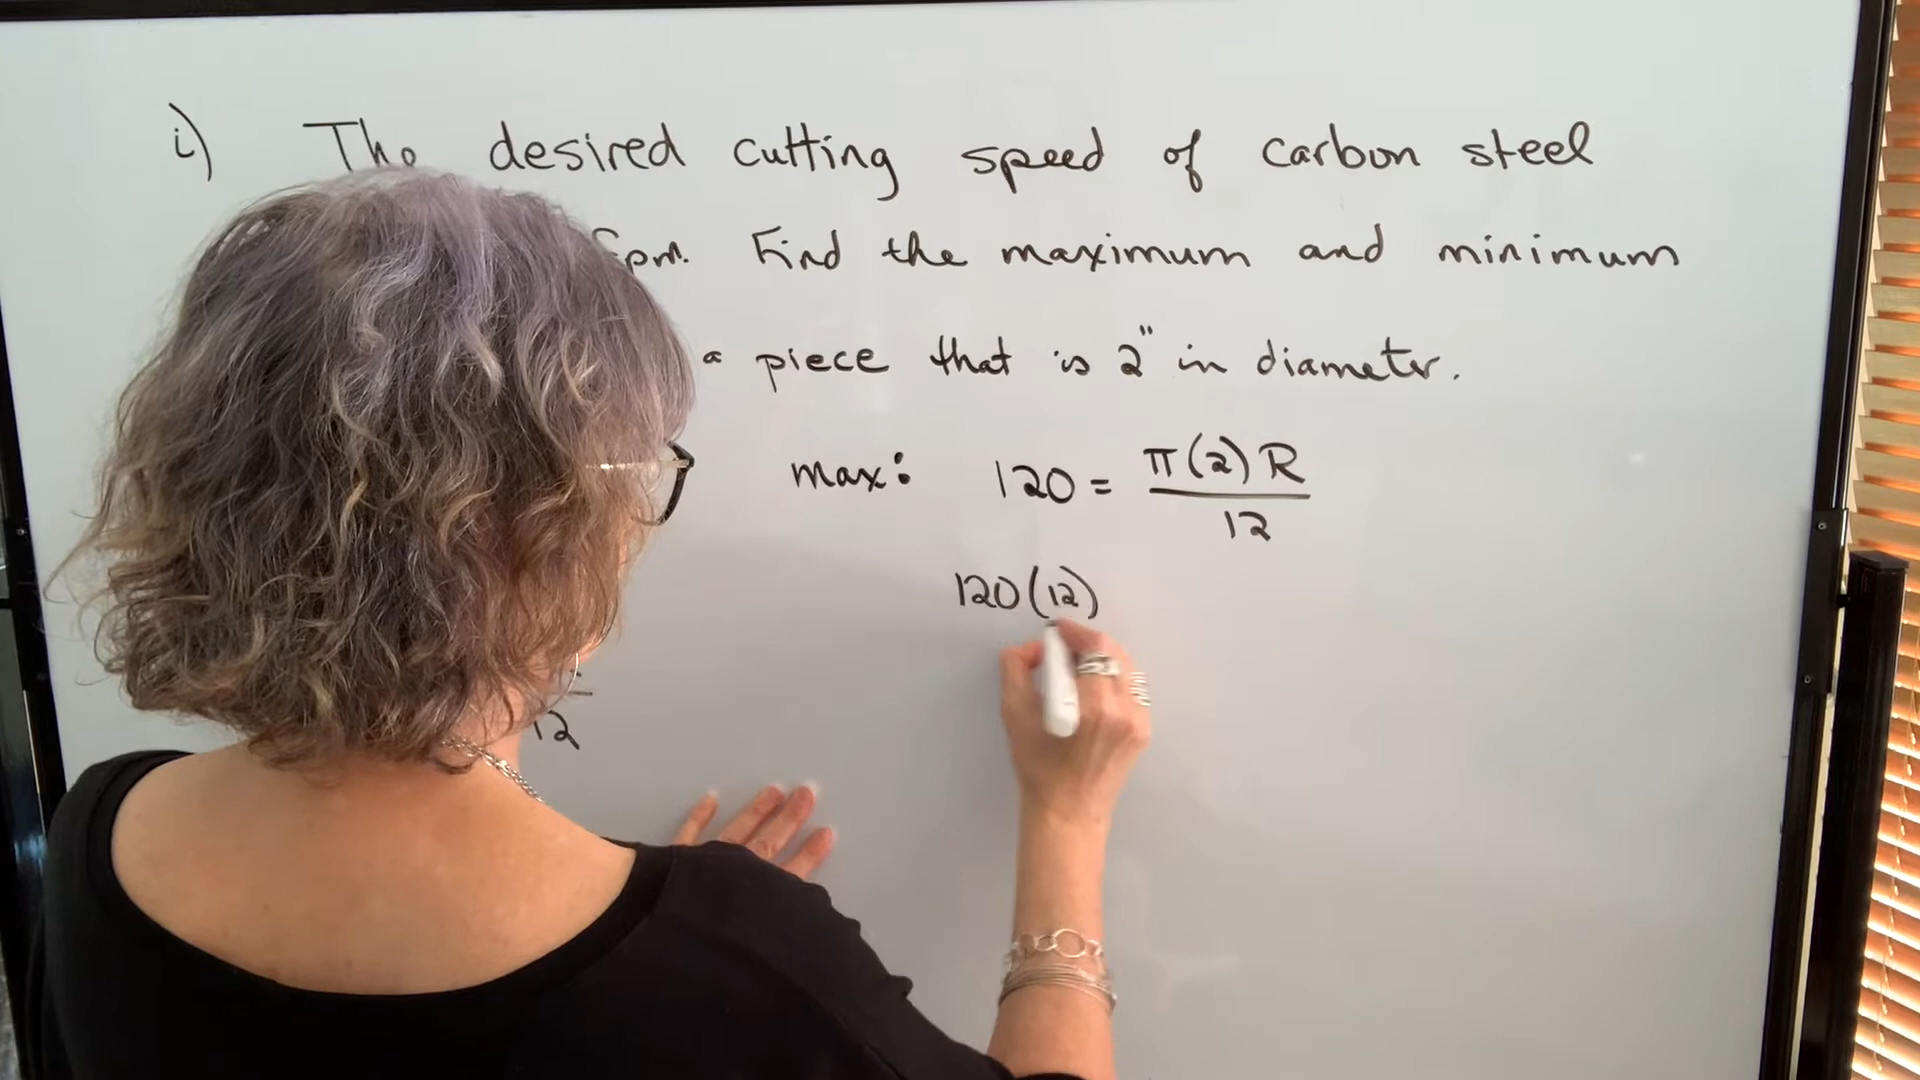 i) The desired cutting speed of carbon steel
fpm. Find the maximum and minimum
a piece that is 2" in diameter.
max: 120 = π(2)R
12
120(12)
12